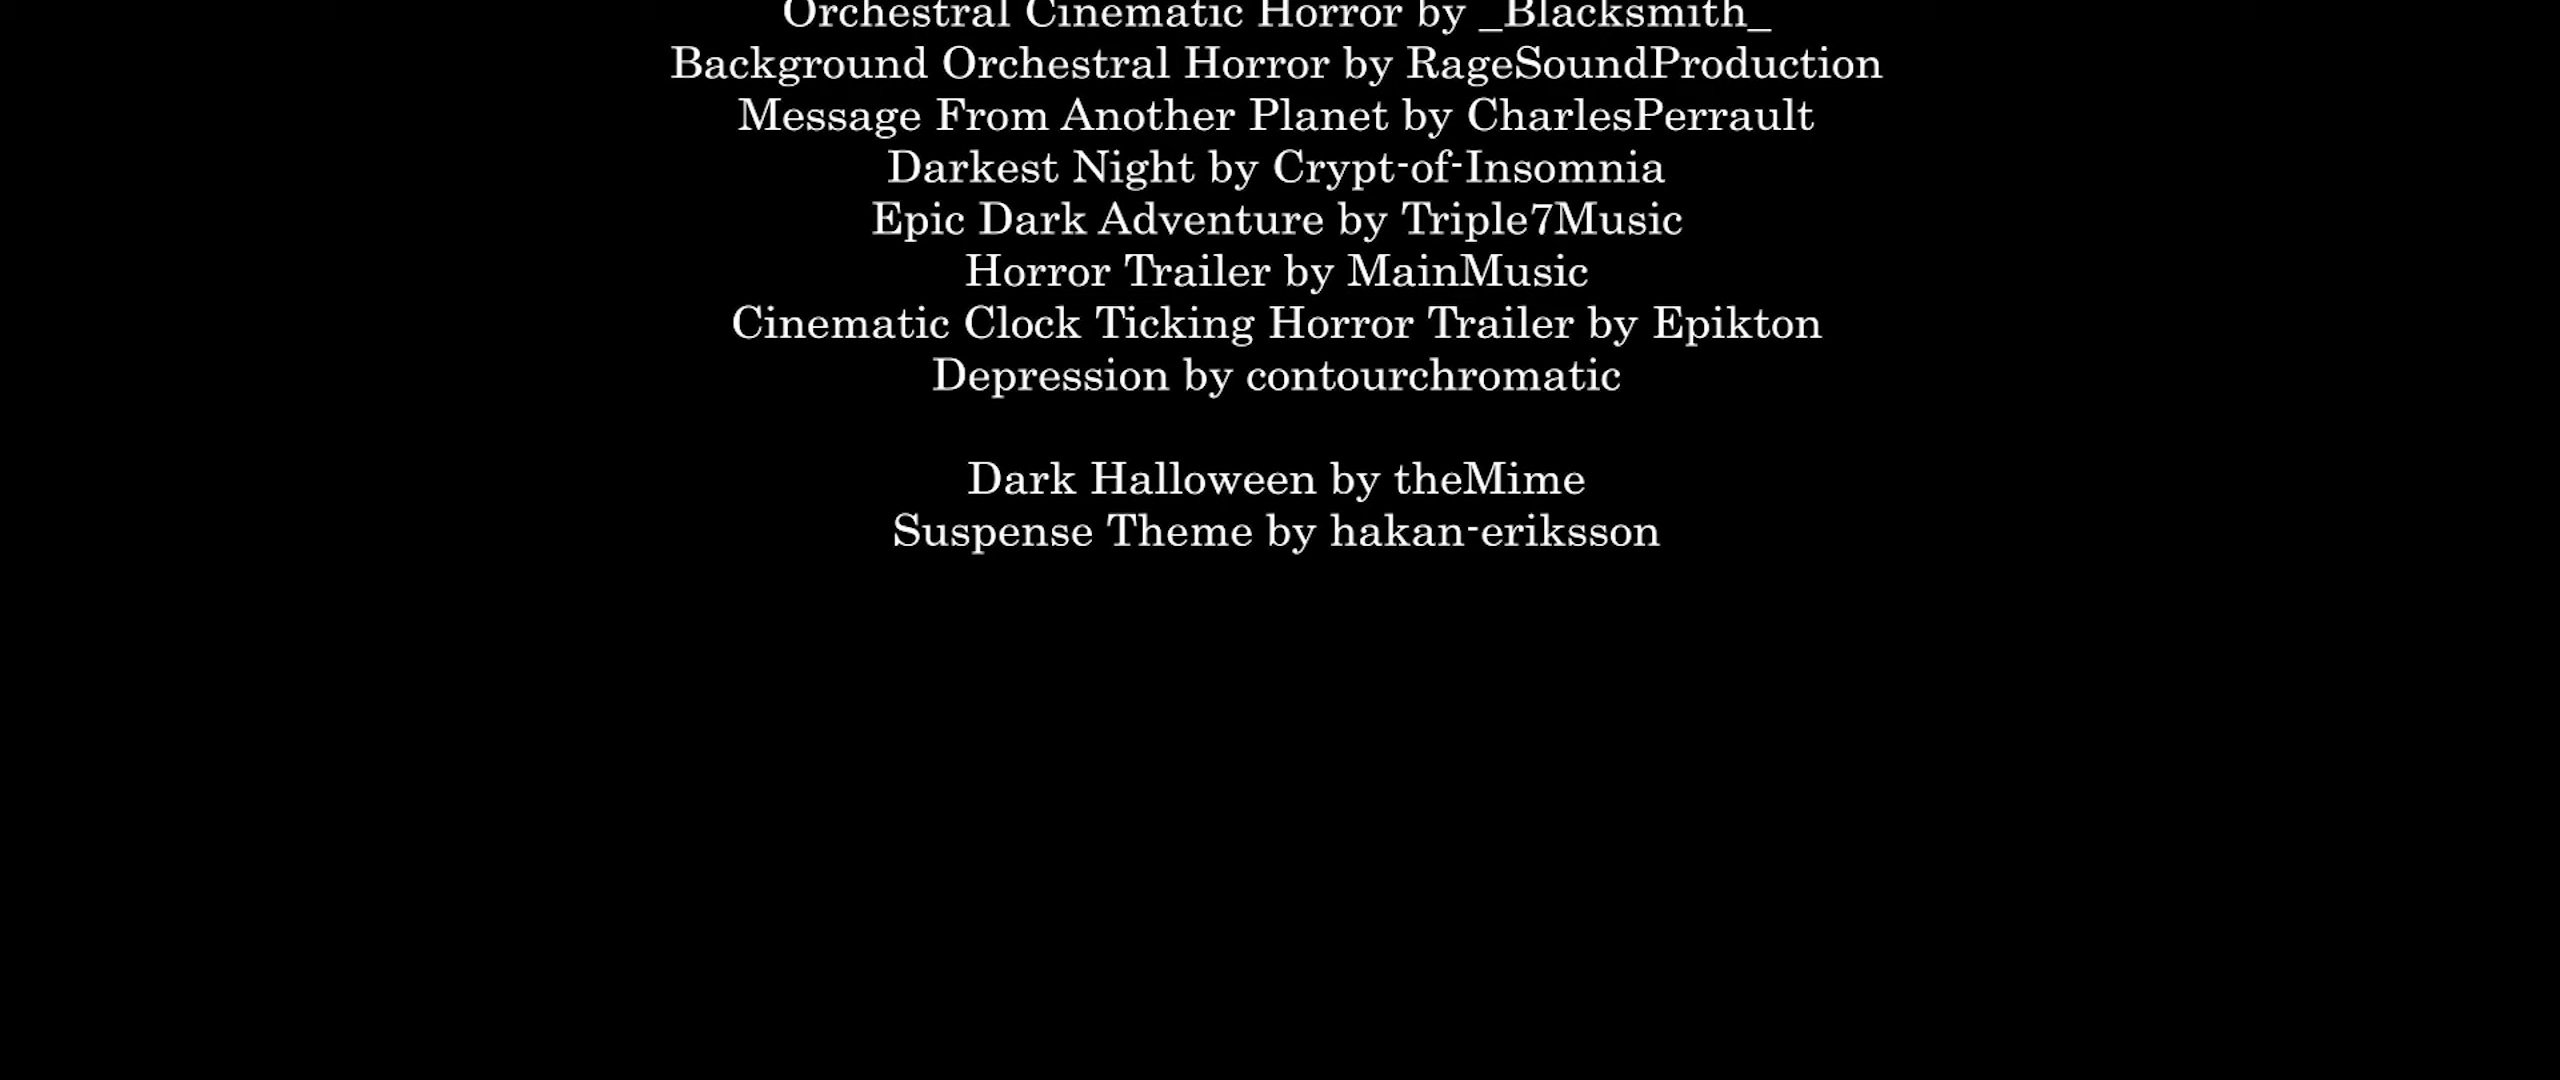 Orchestral Cinematic Horror by _Blacksmith_
Background Orchestral Horror by RageSoundProduction
Message From Another Planet by CharlesPerrault
Darkest Night by Crypt-of-Insomnia
Epic Dark Adventure by Triple7Music
Horror Trailer by MainMusic
Cinematic Clock Ticking Horror Trailer by Epikton
Depression by contourchromatic
Dark Halloween by theMime
Suspense Theme by hakan-eriksson